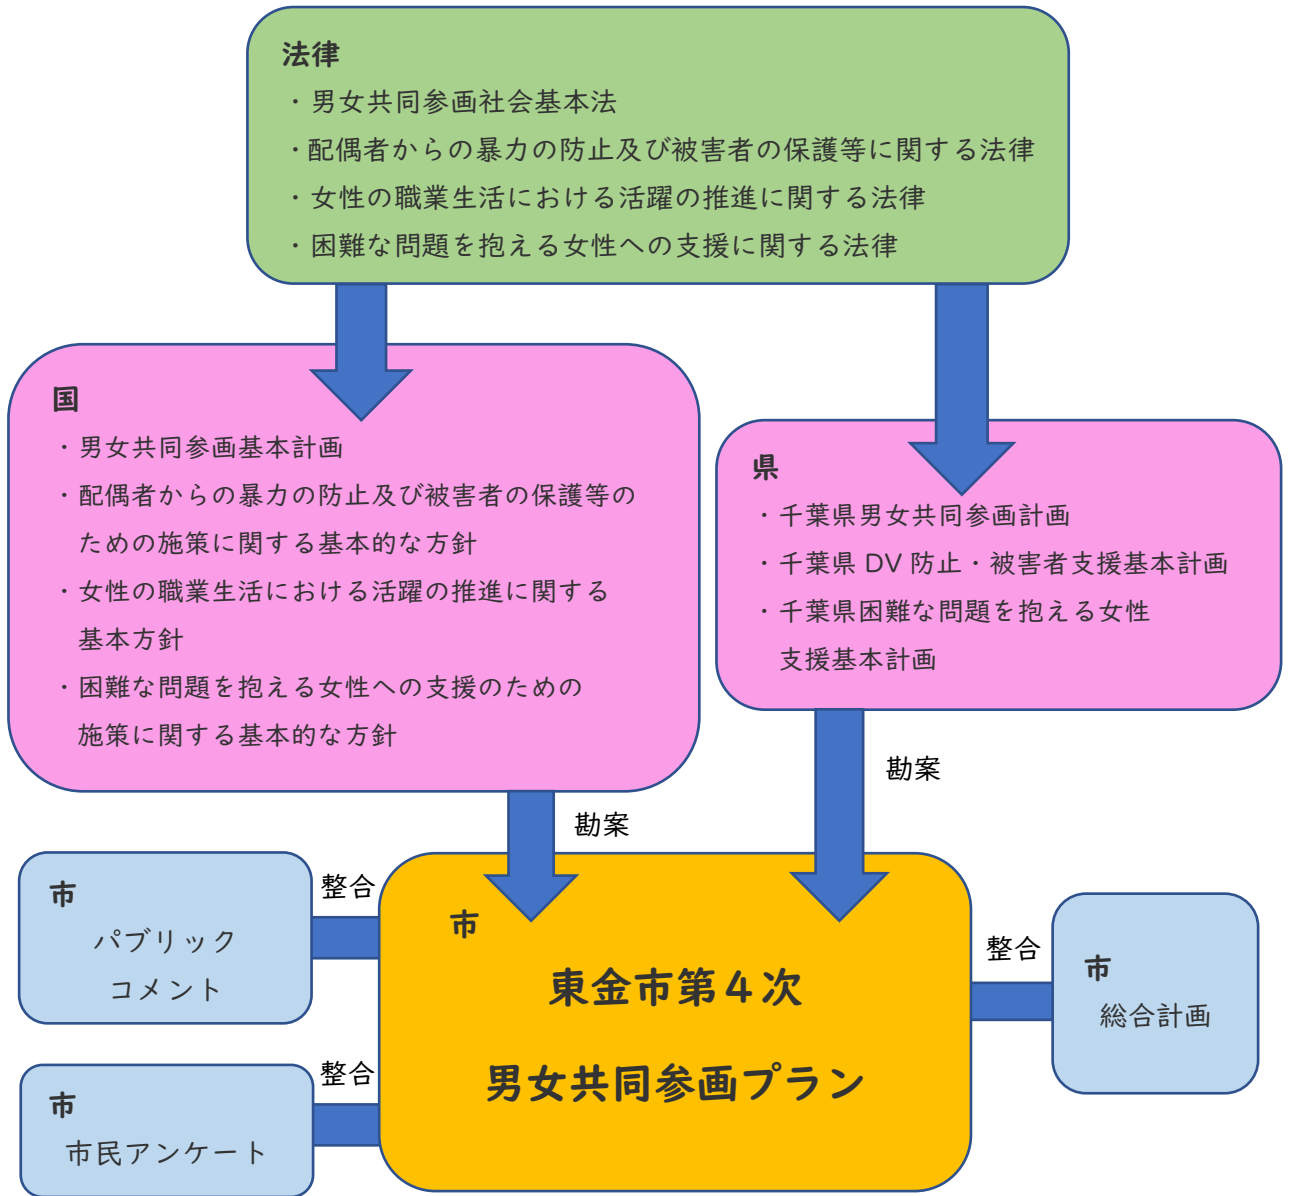 法律
・男女共同参画社会基本法
・配偶者からの暴力の防止及び被害者の保護等に関する法律
・女性の職業生活における活躍の推進に関する法律
・困難な問題を抱える女性への支援に関する法律
国
・男女共同参画基本計画
・配偶者からの暴力の防止及び被害者の保護等の
ための施策に関する基本的な方針
・女性の職業生活における活躍の推進に関する
基本方針
・困難な問題を抱える女性への支援のための
施策に関する基本的な方針
県
・千葉県男女共同参画計画
・千葉県 DV 防止・被害者支援基本計画
・千葉県困難な問題を抱える女性
支援基本計画
勘案
勘案
市
パブリック
コメント
整合
市
市民アンケート
整合
市
東金市第４次
男女共同参画プラン
整合
市
総合計画